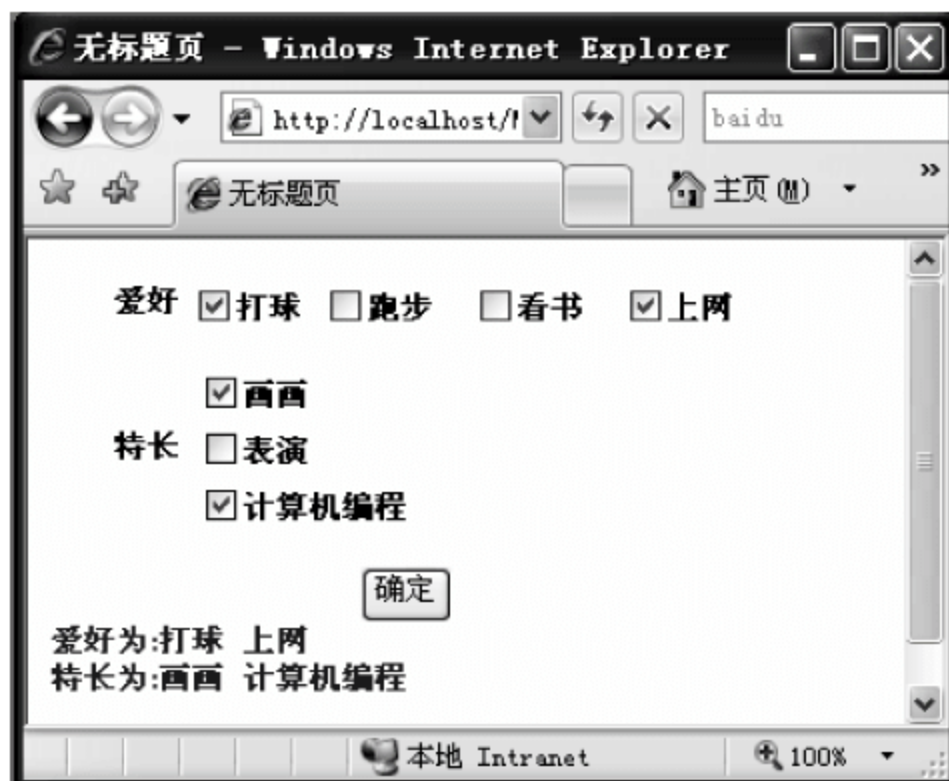 无标题页 - Windows Internet Explorer
http://localhost/
baidu
无标题页
主页(M)
爱好 打球 跑步 看书 上网
画画
特长 表演
计算机编程
确定
爱好为:打球 上网
特长为:画画 计算机编程
本地 Intranet 100%